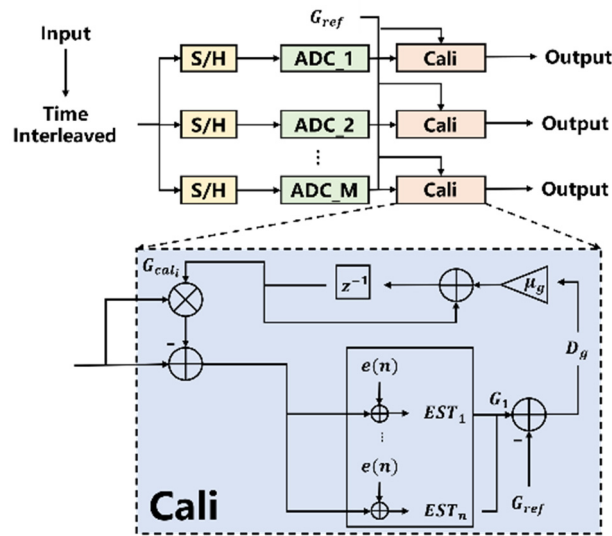 G_ref
Input
S/H ADC_1 Cali Output
Time
Interleaved
S/H ADC_2 Cali Output
⋮
S/H ADC_M Cali Output
G_cal_i
z⁻¹
μ_g
-
D_g
e(n)
EST_1
G_1
⋮
-
e(n)
EST_n
G_ref
Cali